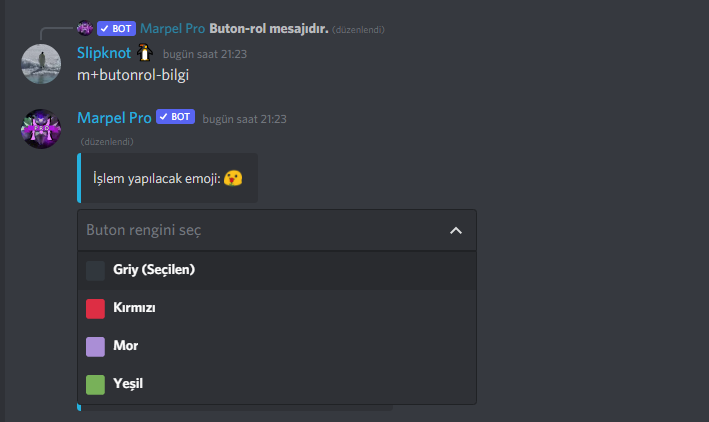 BOT Marpel Pro Buton-rol mesajıdır. (düzenlendi)
Slipknot bugün saat 21:23
m+butonrol-bilgi
Marpel Pro BOT bugün saat 21:23
(düzenlendi)
İşlem yapılacak emoji:
Buton rengini seç
Griy (Seçilen)
Kırmızı
Mor
Yeşil